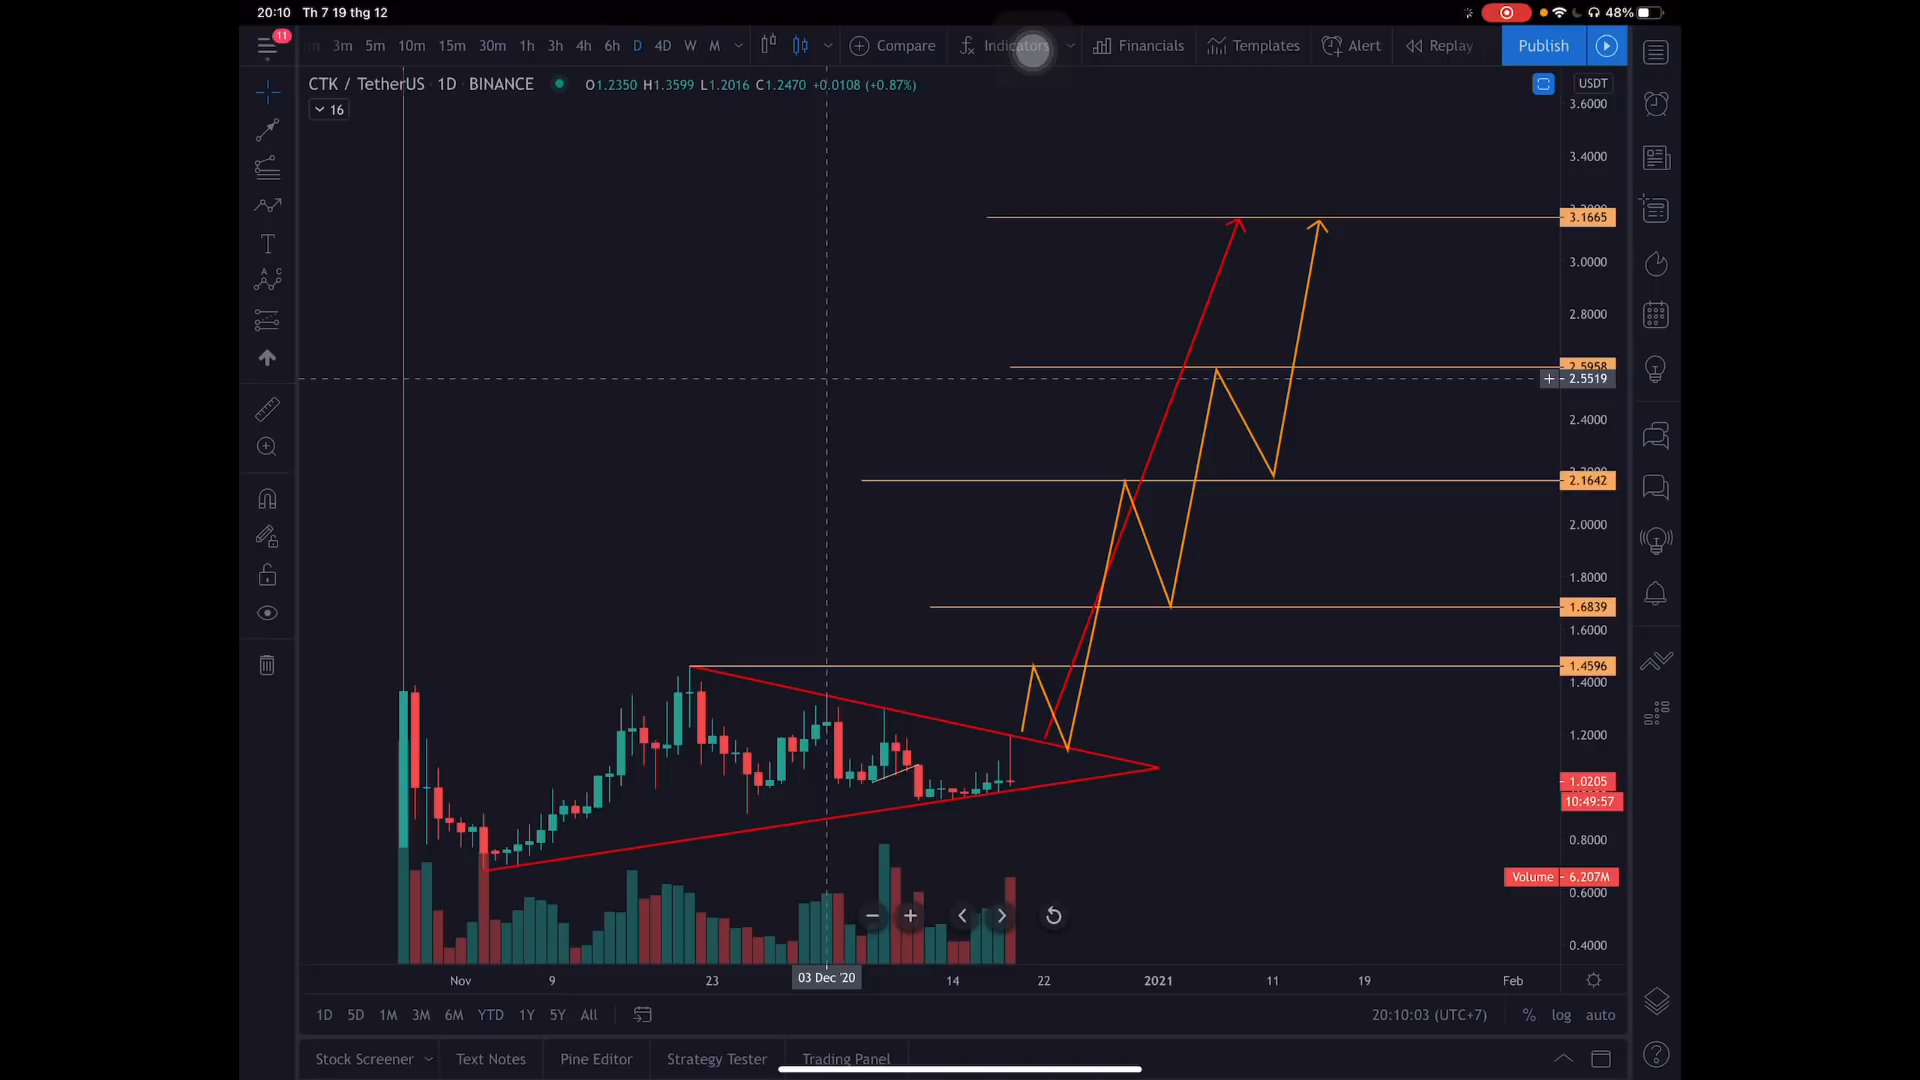 20:10 Th 7 19 thg 12
48%
11
3m 5m 10m 15m 30m 1h 3h 4h 6h D 4D W M
Compare Indicators Financials Templates Alert Replay Publish
CTK / TetherUS 1D BINANCE O1.2350 H1.3599 L1.2016 C1.2470 +0.0108 (+0.87%)
16
USDT
3.6000
3.4000
3.1665
3.0000
2.8000
2.5958
2.5519
2.4000
2.1642
2.0000
1.8000
1.6839
1.6000
1.4596
1.4000
1.2000
1.0205
10:49:57
0.8000
Volume 6.207M
0.6000
0.4000
Nov 9 23 03 Dec '20 14 22 2021 11 19 Feb
1D 5D 1M 3M 6M YTD 1Y 5Y All
20:10:03 (UTC+7) % log auto
Stock Screener Text Notes Pine Editor Strategy Tester Trading Panel